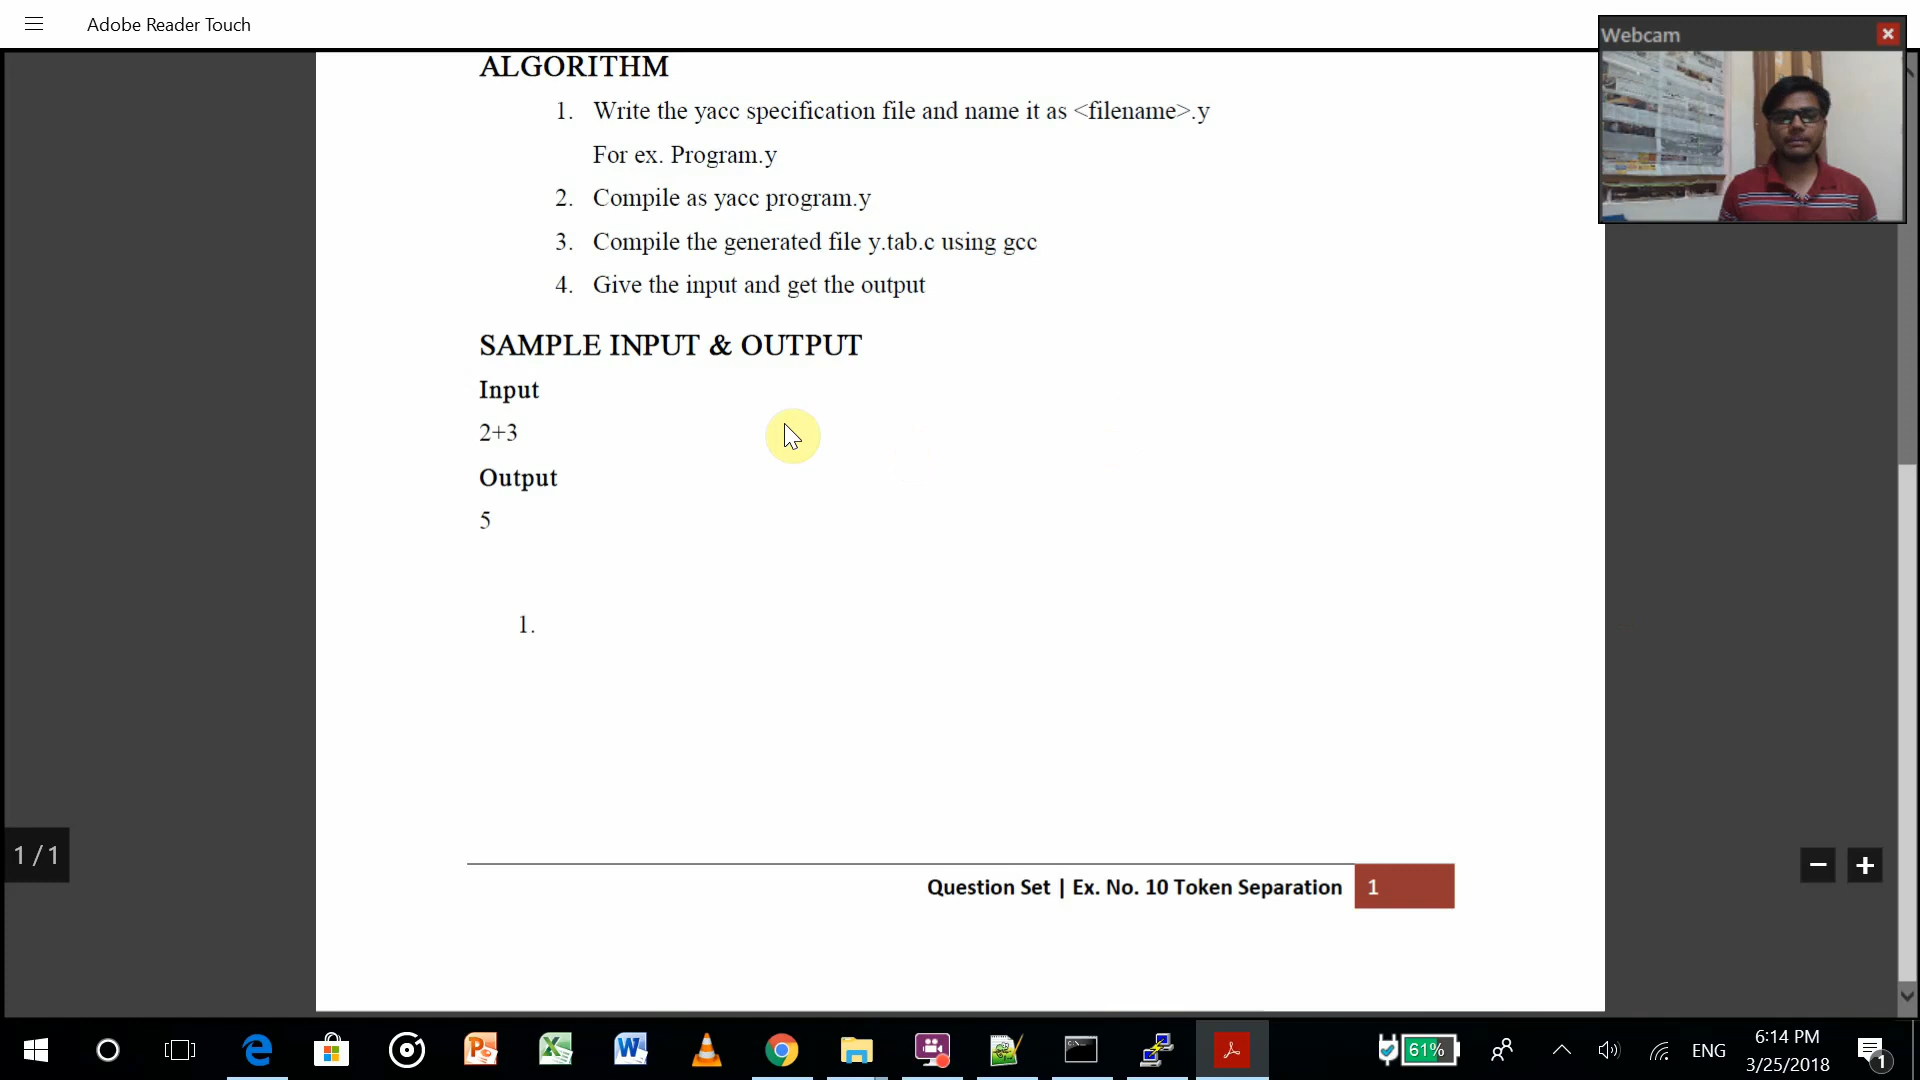 Adobe Reader Touch
Webcam
ALGORITHM
1. Write the yacc specification file and name it as <filename>.y
For ex. Program.y
2. Compile as yacc program.y
3. Compile the generated file y.tab.c using gcc
4. Give the input and get the output
SAMPLE INPUT & OUTPUT
Input
2+3
Output
5
1.
1 / 1
Question Set | Ex. No. 10 Token Separation 1
61%
ENG
6:14 PM
3/25/2018
1